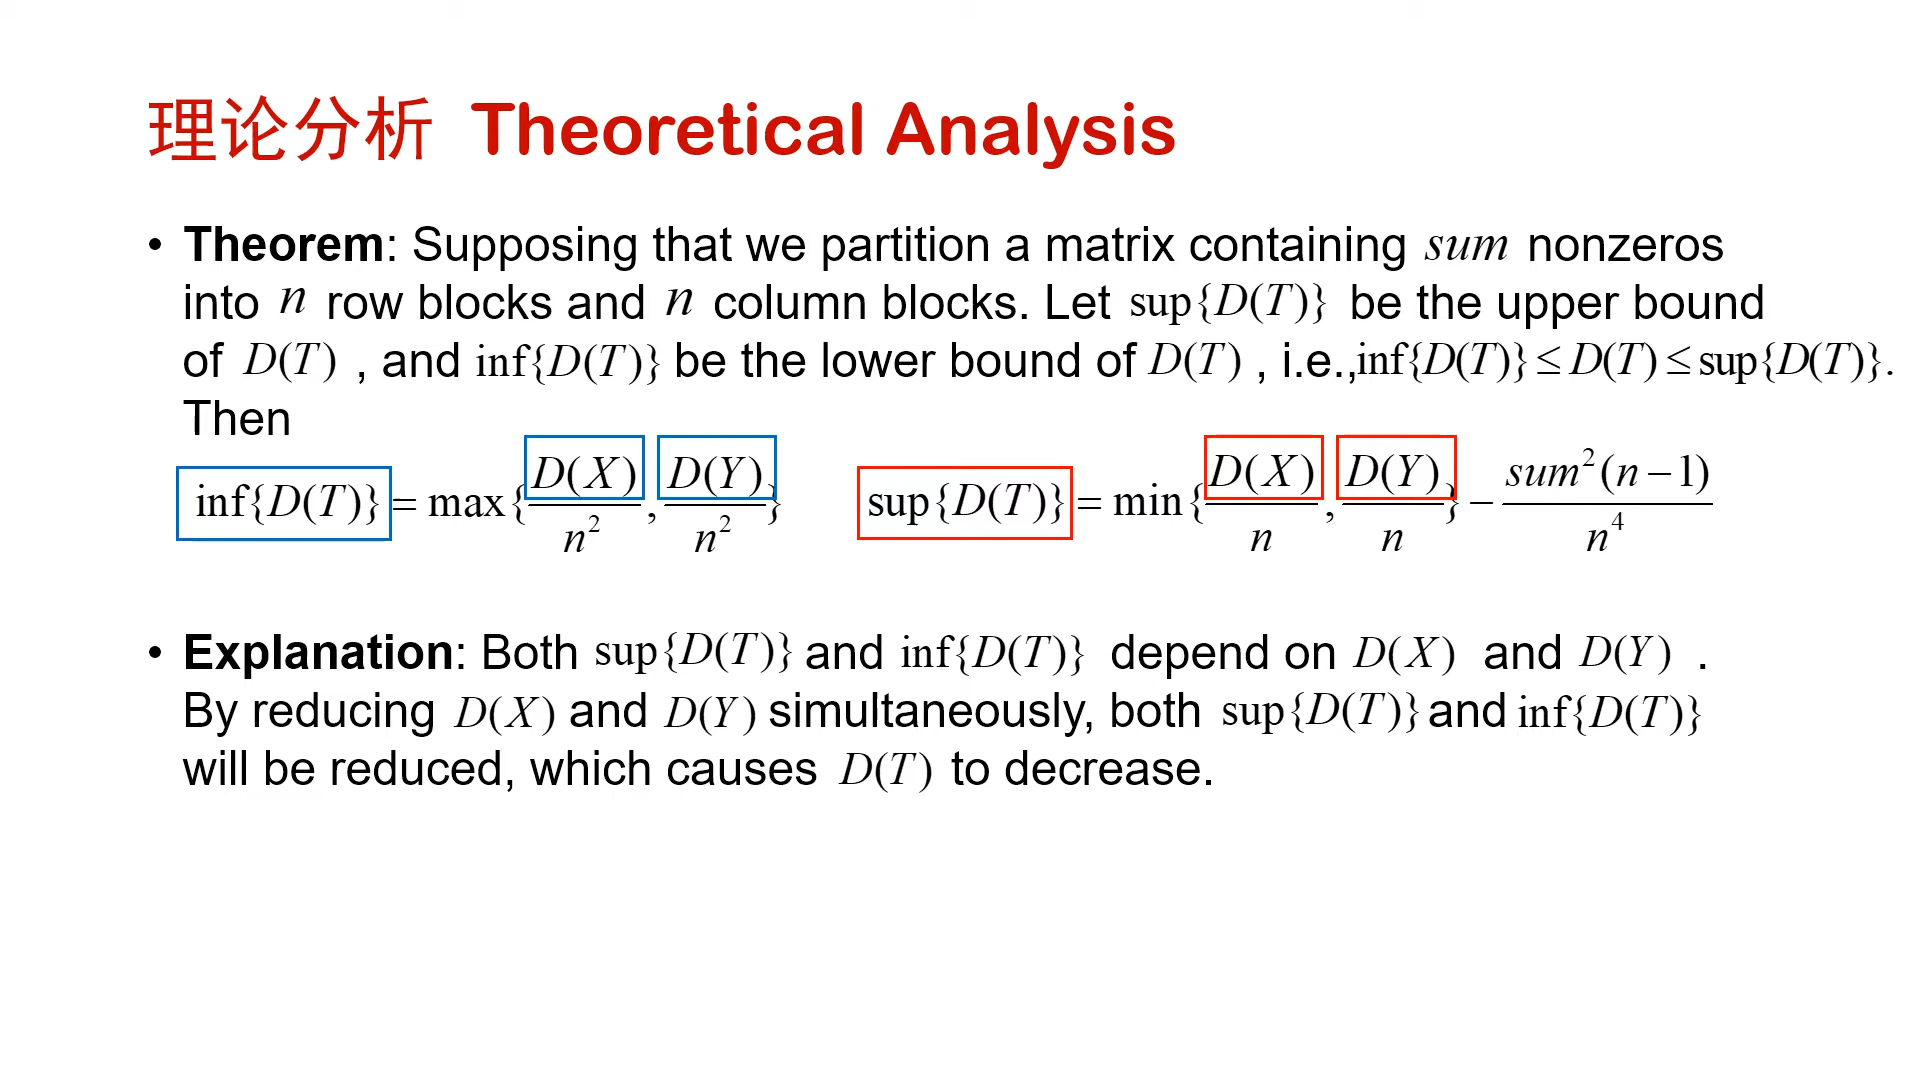 理论分析 Theoretical Analysis
• Theorem: Supposing that we partition a matrix containing sum nonzeros
into n row blocks and n column blocks. Let sup{D(T)} be the upper bound
of D(T) , and inf{D(T)} be the lower bound of D(T) , i.e.,inf{D(T)} ≤ D(T) ≤ sup{D(T)}.
Then
inf{D(T)} = max{D(X)/n², D(Y)/n²} sup{D(T)} = min{D(X)/n, D(Y)/n} − sum²(n−1)/n⁴
• Explanation: Both sup{D(T)} and inf{D(T)} depend on D(X) and D(Y) .
By reducing D(X) and D(Y) simultaneously, both sup{D(T)} and inf{D(T)}
will be reduced, which causes D(T) to decrease.